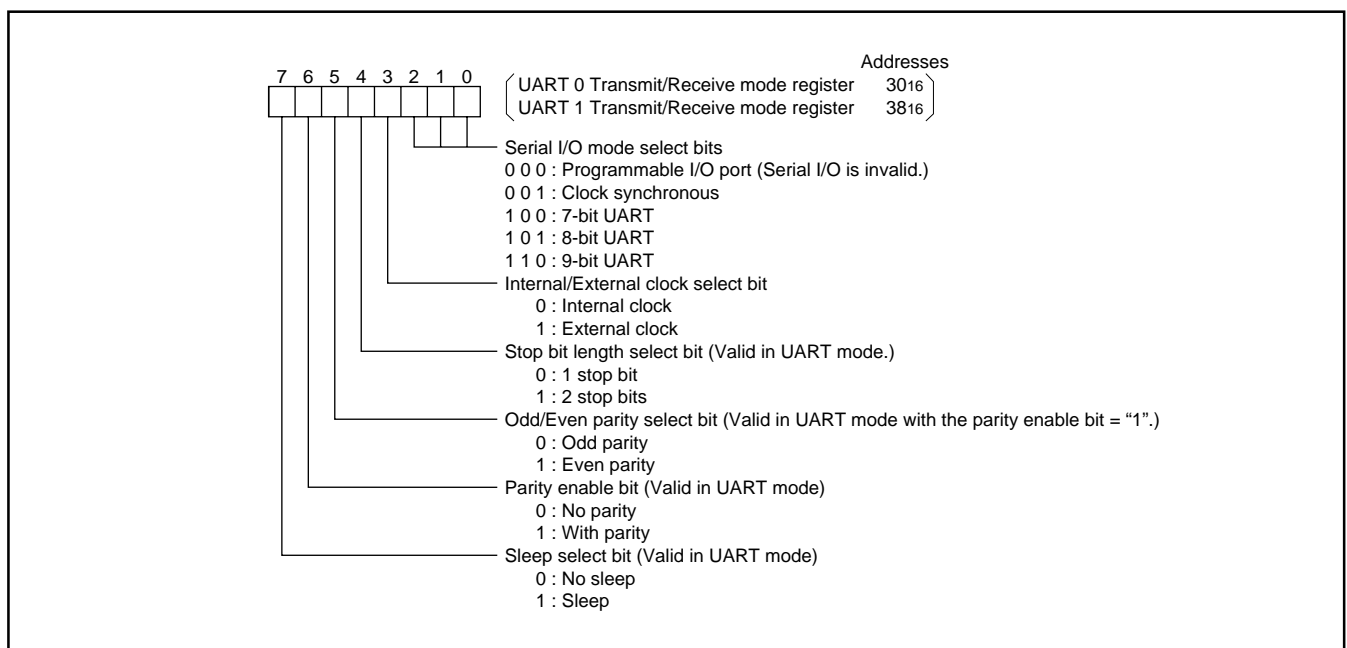 Addresses
7 6 5 4 3 2 1 0
UART 0 Transmit/Receive mode register 3016
UART 1 Transmit/Receive mode register 3816
Serial I/O mode select bits
0 0 0 : Programmable I/O port (Serial I/O is invalid.)
0 0 1 : Clock synchronous
1 0 0 : 7-bit UART
1 0 1 : 8-bit UART
1 1 0 : 9-bit UART
Internal/External clock select bit
0 : Internal clock
1 : External clock
Stop bit length select bit (Valid in UART mode.)
0 : 1 stop bit
1 : 2 stop bits
Odd/Even parity select bit (Valid in UART mode with the parity enable bit = “1”.)
0 : Odd parity
1 : Even parity
Parity enable bit (Valid in UART mode)
0 : No parity
1 : With parity
Sleep select bit (Valid in UART mode)
0 : No sleep
1 : Sleep